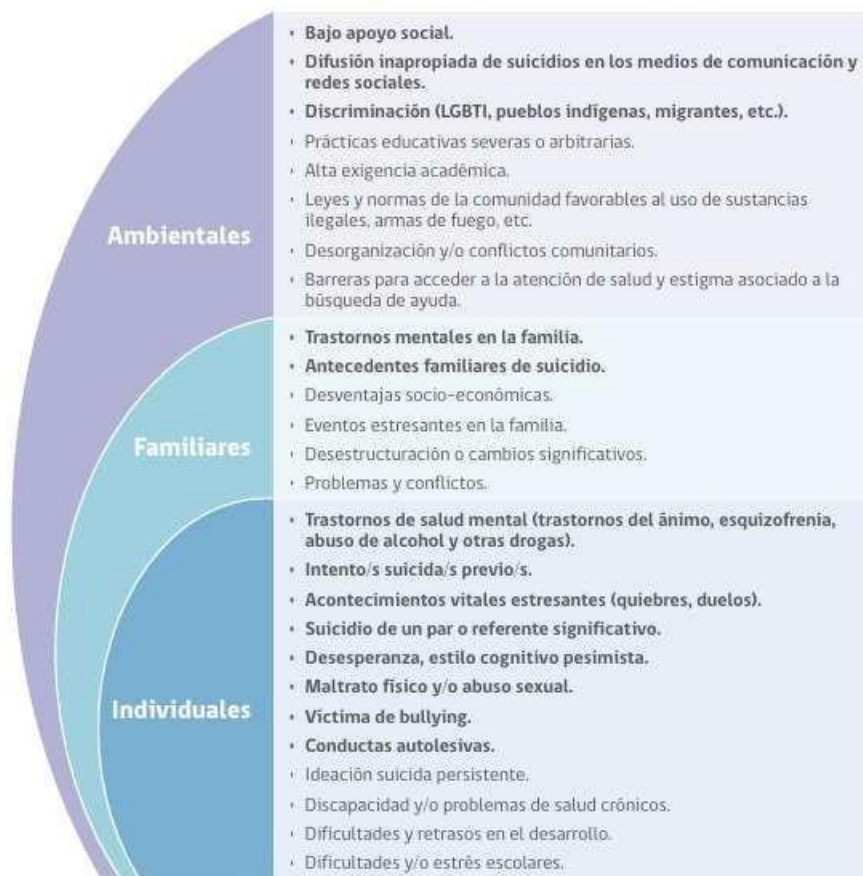 • Bajo apoyo social.
• Difusión inapropiada de suicidios en los medios de comunicación y
redes sociales.
• Discriminación (LGBTI, pueblos indígenas, migrantes, etc.).
• Prácticas educativas severas o arbitrarias.
• Alta exigencia académica.
• Leyes y normas de la comunidad favorables al uso de sustancias
ilegales, armas de fuego, etc.
Ambientales
• Desorganización y/o conflictos comunitarios.
• Barreras para acceder a la atención de salud y estigma asociado a la
búsqueda de ayuda.
• Trastornos mentales en la familia.
• Antecedentes familiares de suicidio.
• Desventajas socio-económicas.
• Eventos estresantes en la familia.
Familiares
• Desestructuración o cambios significativos.
• Problemas y conflictos.
• Trastornos de salud mental (trastornos del ánimo, esquizofrenia,
abuso de alcohol y otras drogas).
• Intento/s suicida/s previo/s.
• Acontecimientos vitales estresantes (quiebres, duelos).
• Suicidio de un par o referente significativo.
• Desesperanza, estilo cognitivo pesimista.
• Maltrato físico y/o abuso sexual.
Individuales
• Víctima de bullying.
• Conductas autolesivas.
• Ideación suicida persistente.
• Discapacidad y/o problemas de salud crónicos.
• Dificultades y retrasos en el desarrollo.
• Dificultades y/o estrés escolares.